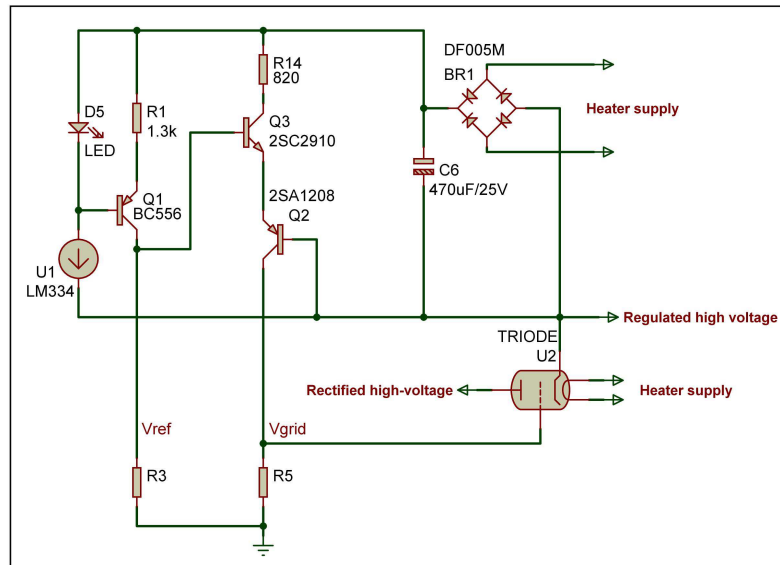 DF005M
BR1
R14
820
Heater supply
D5
LED
R1
1.3k
Q3
2SC2910
C6
470uF/25V
Q1
BC556
2SA1208
Q2
U1
LM334
Regulated high voltage
TRIODE
U2
Rectified high-voltage
Heater supply
Vref
Vgrid
R3
R5